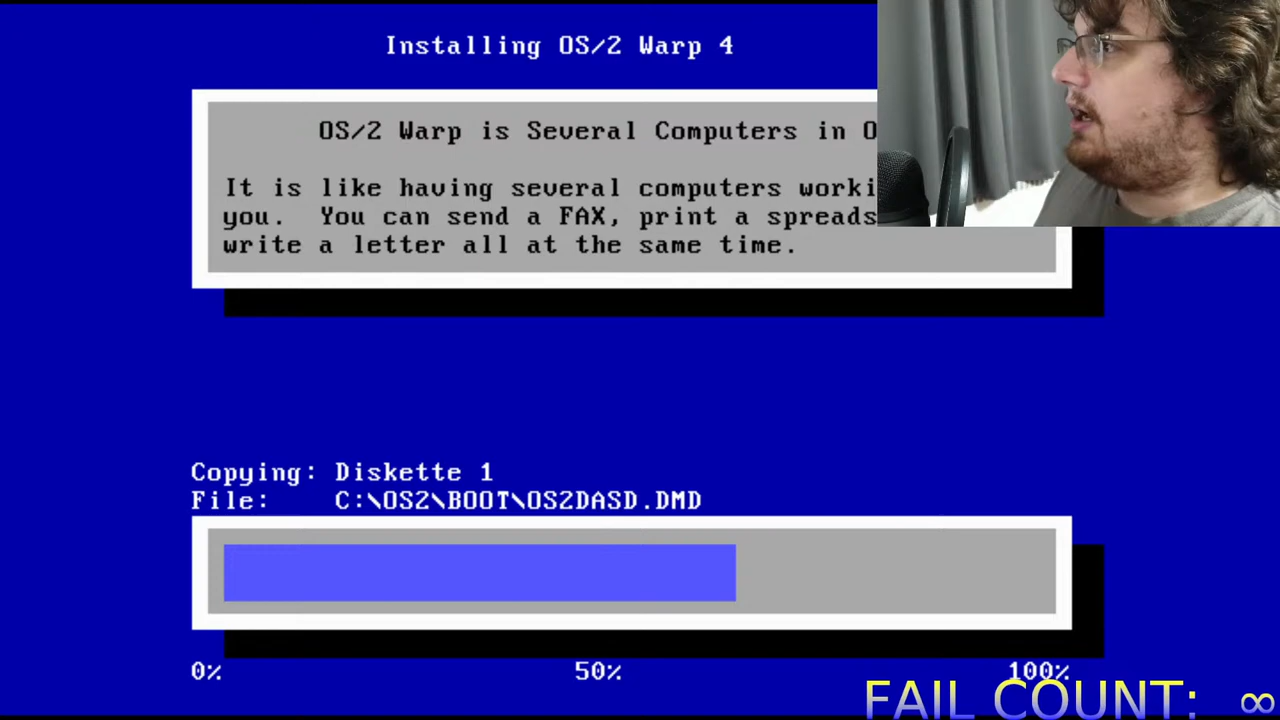 Installing OS/2 Warp 4
OS/2 Warp is Several Computers in
It is like having several computers
you. You can send a FAX, print a
write a letter all at the same time.
Copying: Diskette 1
File: C:\OS2\BOOT\OS2DASD.DMD
0% 50% 100%
FAIL COUNT: ∞